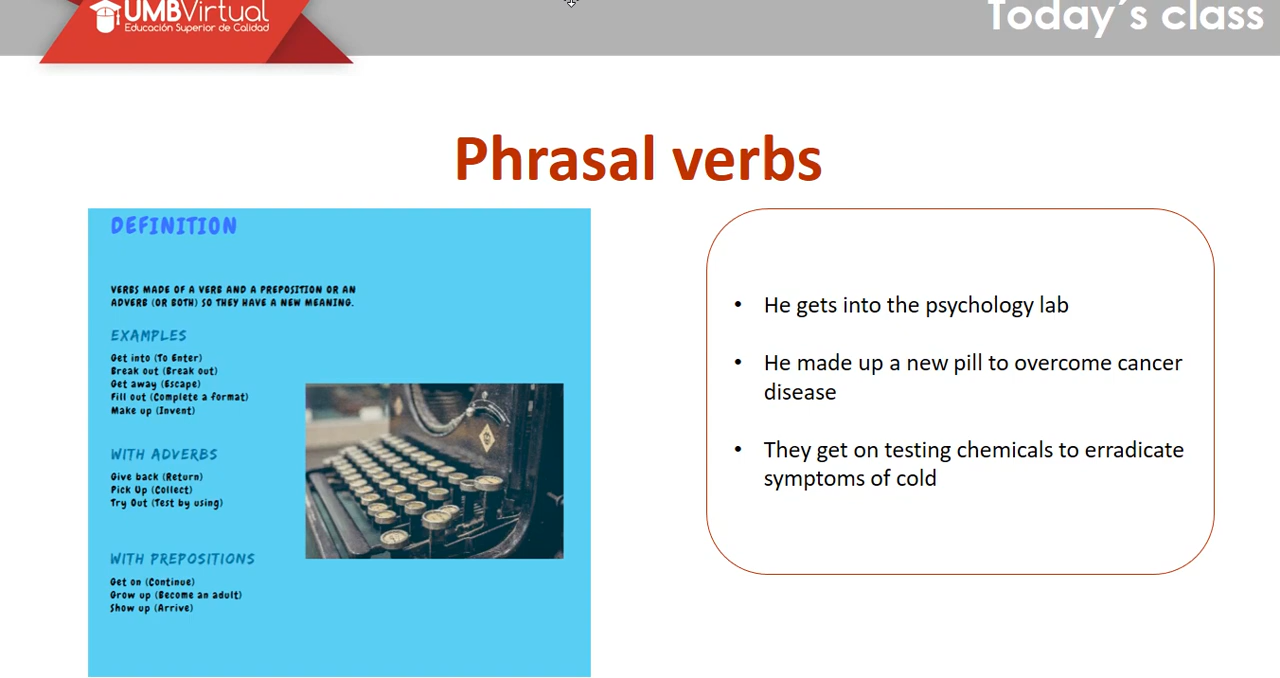 UMBVirtual
Educación Superior de Calidad
Today´s class
Phrasal verbs
DEFINITION
VERBS MADE OF A VERB AND A PREPOSITION OR AN
ADVERB (OR BOTH) SO THEY HAVE A NEW MEANING.
EXAMPLES
Get into (To Enter)
Break out (Break out)
Get away (Escape)
Fill out (Complete a format)
Make up (Invent)
WITH ADVERBS
Give back (Return)
Pick Up (Collect)
Try Out (Test by using)
WITH PREPOSITIONS
Get on (Continue)
Grow up (Become an adult)
Show up (Arrive)
• He gets into the psychology lab
• He made up a new pill to overcome cancer
disease
• They get on testing chemicals to erradicate
symptoms of cold